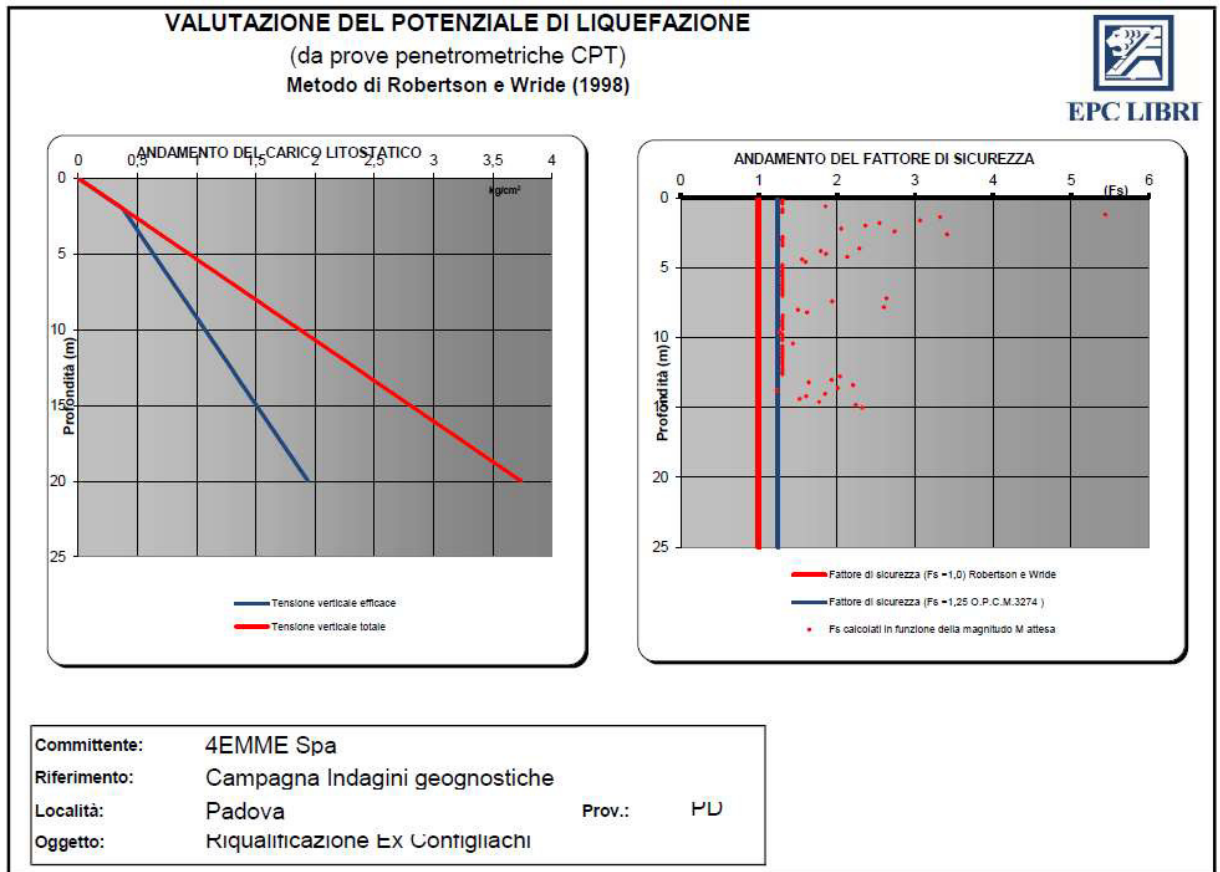 VALUTAZIONE DEL POTENZIALE DI LIQUEFAZIONE
(da prove penetrometriche CPT)
Metodo di Robertson e Wride (1998)
EPC LIBRI
ANDAMENTO DEL CARICO LITOSTATICO
0 0,5 1 1,5 2 2,5 3 3,5 4
kg/cm²
0
5
10
15
20
25
Profondità (m)
Tensione verticale efficace
Tensione verticale totale
ANDAMENTO DEL FATTORE DI SICUREZZA
0 1 2 3 4 5 6
(Fs)
0
5
10
15
20
25
Profondità (m)
Fattore di sicurezza (Fs =1,0) Robertson e Wride
Fattore di sicurezza (Fs =1,25 O.P.C.M.3274 )
Fs calcolati in funzione della magnitudo M attesa
Committente: 4EMME Spa
Riferimento: Campagna Indagini geognostiche
Località: Padova Prov.: PD
Oggetto: Riqualificazione Ex Configliachi